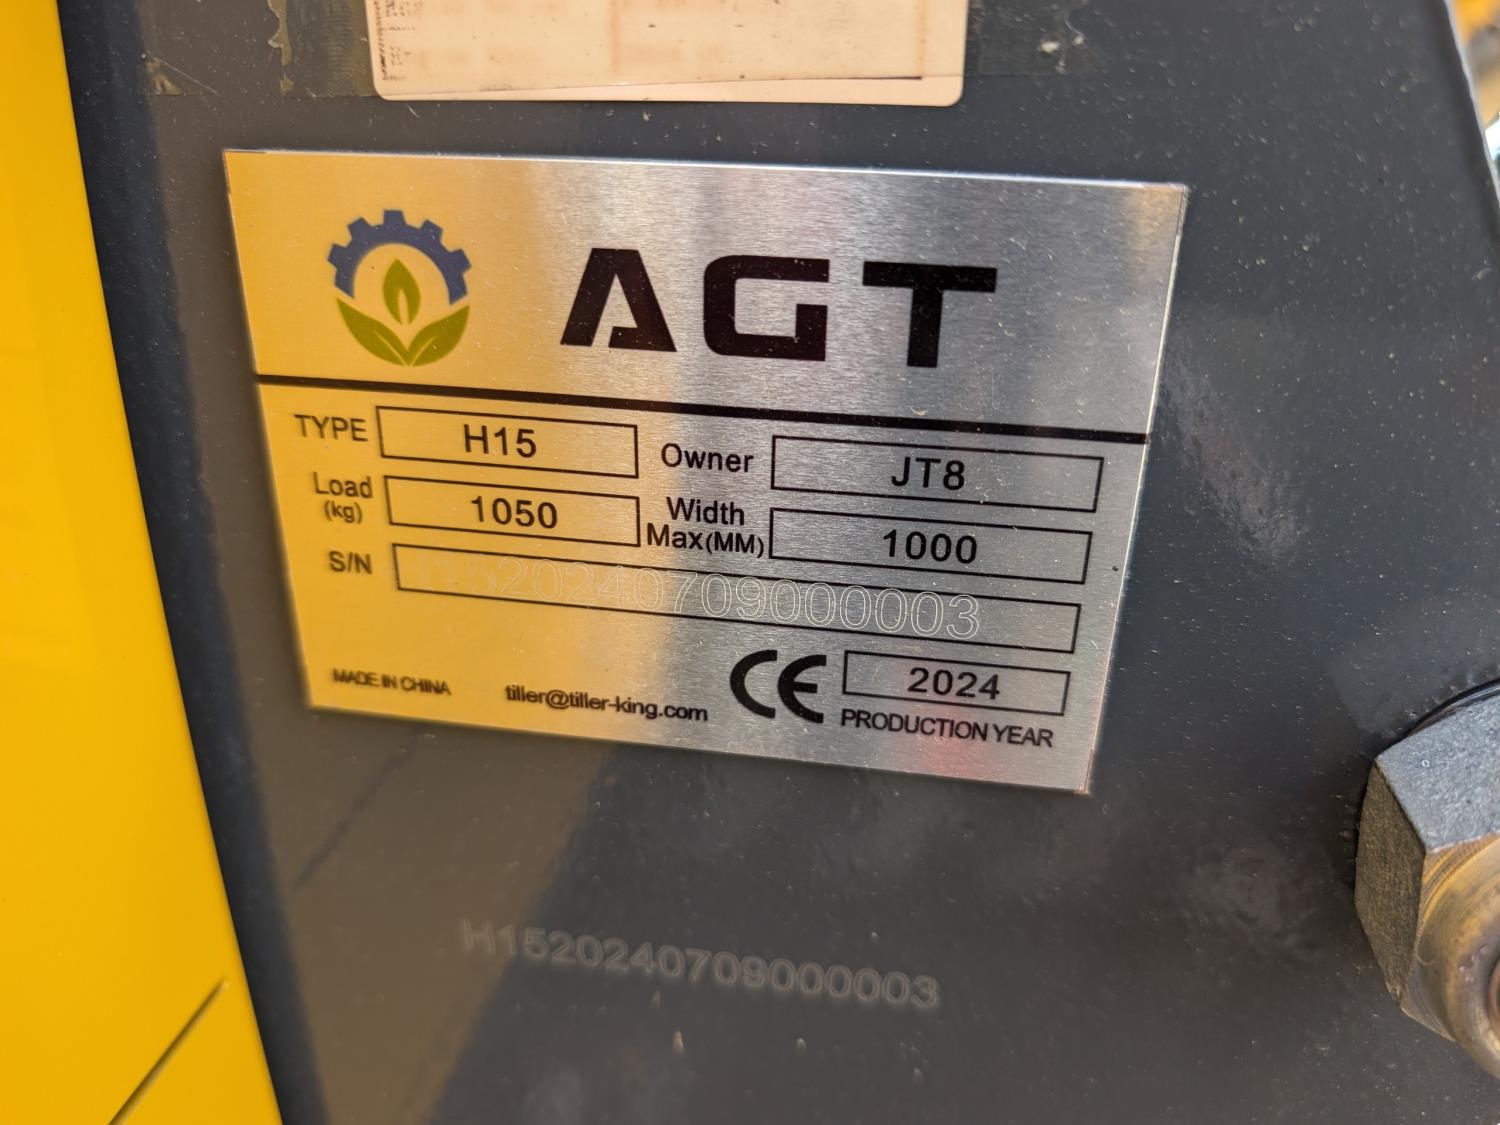 AGT
TYPE H15 Owner JT8
Load (kg) 1050 Width Max(MM) 1000
S/N H1520240709000003
MADE IN CHINA tiller@tiller-king.com CE 2024
PRODUCTION YEAR
H1520240709000003